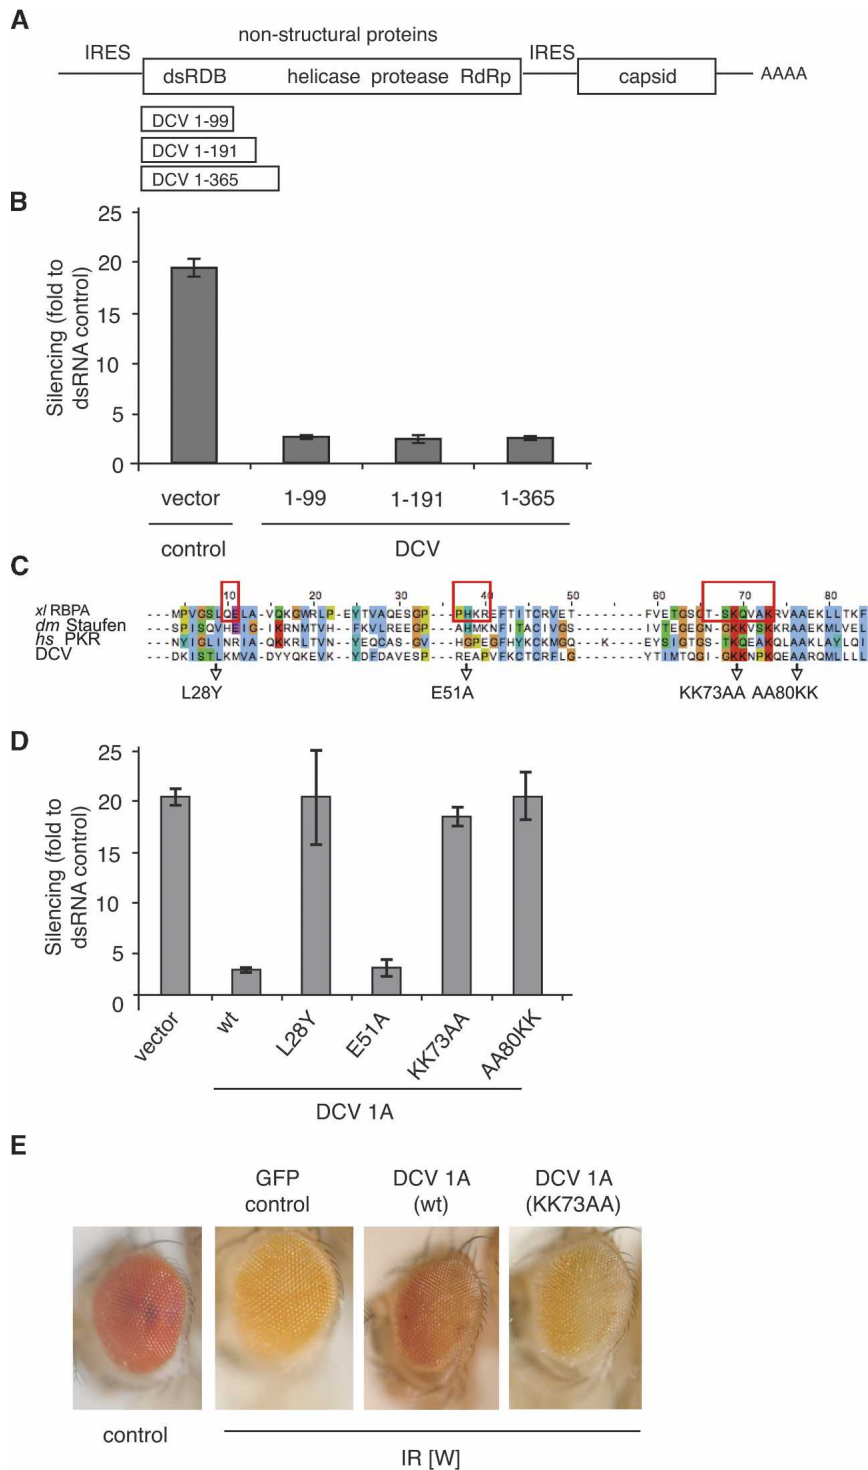 A
non-structural proteins
IRES
IRES
dsRDB helicase protease RdRp
capsid
AAAA
DCV 1-99
DCV 1-191
DCV 1-365
B
Silencing (fold to
dsRNA control)
25
20
15
10
5
0
vector 1-99 1-191 1-365
control DCV
C
10 20 30 40 50 60 70 80
xl RBPA
dm Staufen
hs PKR
DCV
L28Y E51A KK73AA AA80KK
D
Silencing (fold to
dsRNA control)
25
20
15
10
5
0
vector wt L28Y E51A KK73AA AA80KK
DCV 1A
E
GFP
control
DCV 1A
(wt)
DCV 1A
(KK73AA)
control
IR [W]